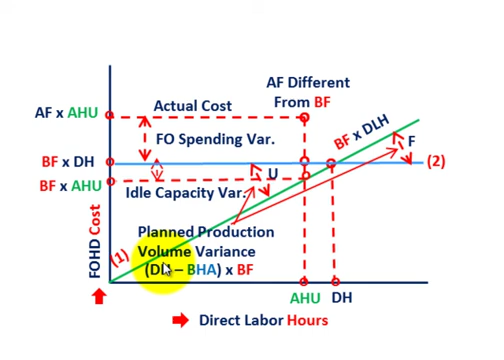 AF Different
From BF
Actual Cost
AF x AHU
FO Spending Var.
BF x DLH
F
BF x DH
(2)
U
BF x AHU
Idle Capacity Var.
Planned Production
Volume Variance
(DL – BHA) x BF
(1)
FOHD Cost
AHU
DH
Direct Labor Hours